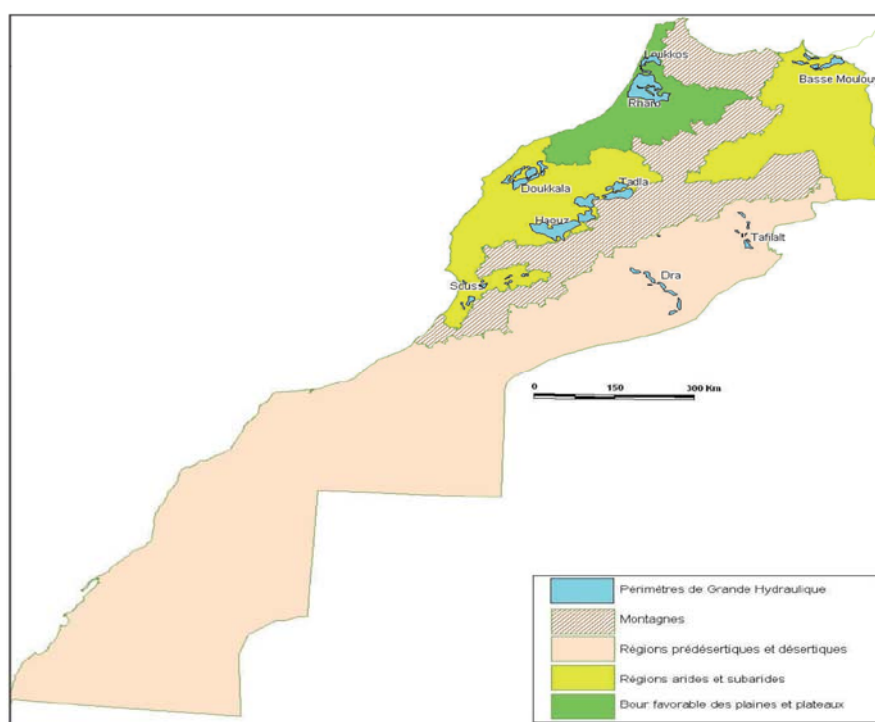 Loukkos
Basse Moulouy
Rharb
Doukkala
Tadla
Haouz
Tafilalt
Souss
Dra
0 150 300 Km
Périmètres de Grande Hydraulique
Montagnes
Régions prédésertiques et désertiques
Régions arides et subarides
Bour favorable des plaines et plateaux